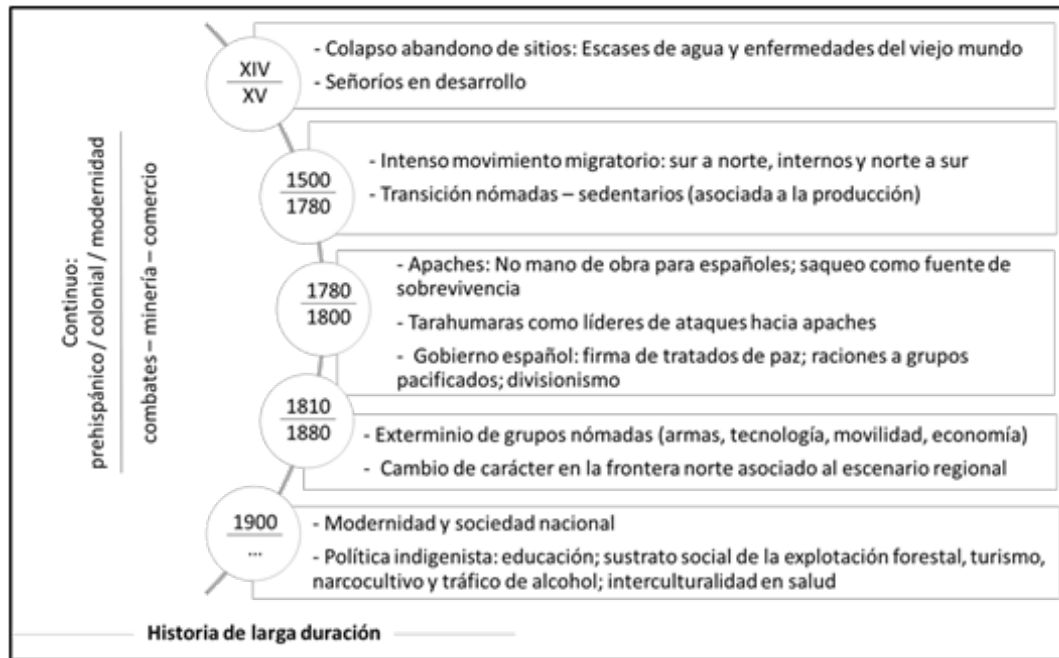 Continuo:
prehispánico / colonial / modernidad
combates – minería – comercio
XIV
XV
- Colapso abandono de sitios: Escases de agua y enfermedades del viejo mundo
- Señoríos en desarrollo
1500
1780
- Intenso movimiento migratorio: sur a norte, internos y norte a sur
- Transición nómadas – sedentarios (asociada a la producción)
1780
1800
- Apaches: No mano de obra para españoles; saqueo como fuente de
sobrevivencia
- Tarahumaras como líderes de ataques hacia apaches
- Gobierno español: firma de tratados de paz; raciones a grupos
pacificados; divisionismo
1810
1880
- Exterminio de grupos nómadas (armas, tecnología, movilidad, economía)
- Cambio de carácter en la frontera norte asociado al escenario regional
1900
...
- Modernidad y sociedad nacional
- Política indigenista: educación; sustrato social de la explotación forestal, turismo,
narcocultivo y tráfico de alcohol; interculturalidad en salud
Historia de larga duración